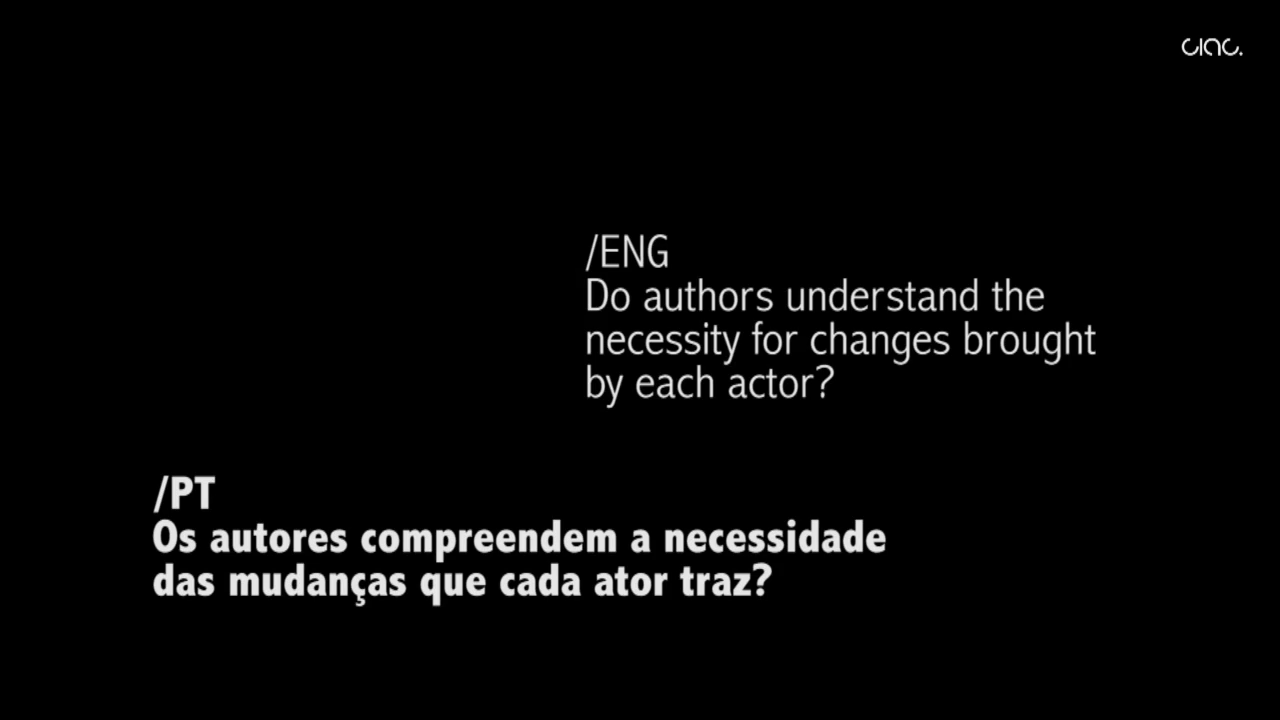 ciac.
/ENG
Do authors understand the
necessity for changes brought
by each actor?
/PT
Os autores compreendem a necessidade
das mudanças que cada ator traz?